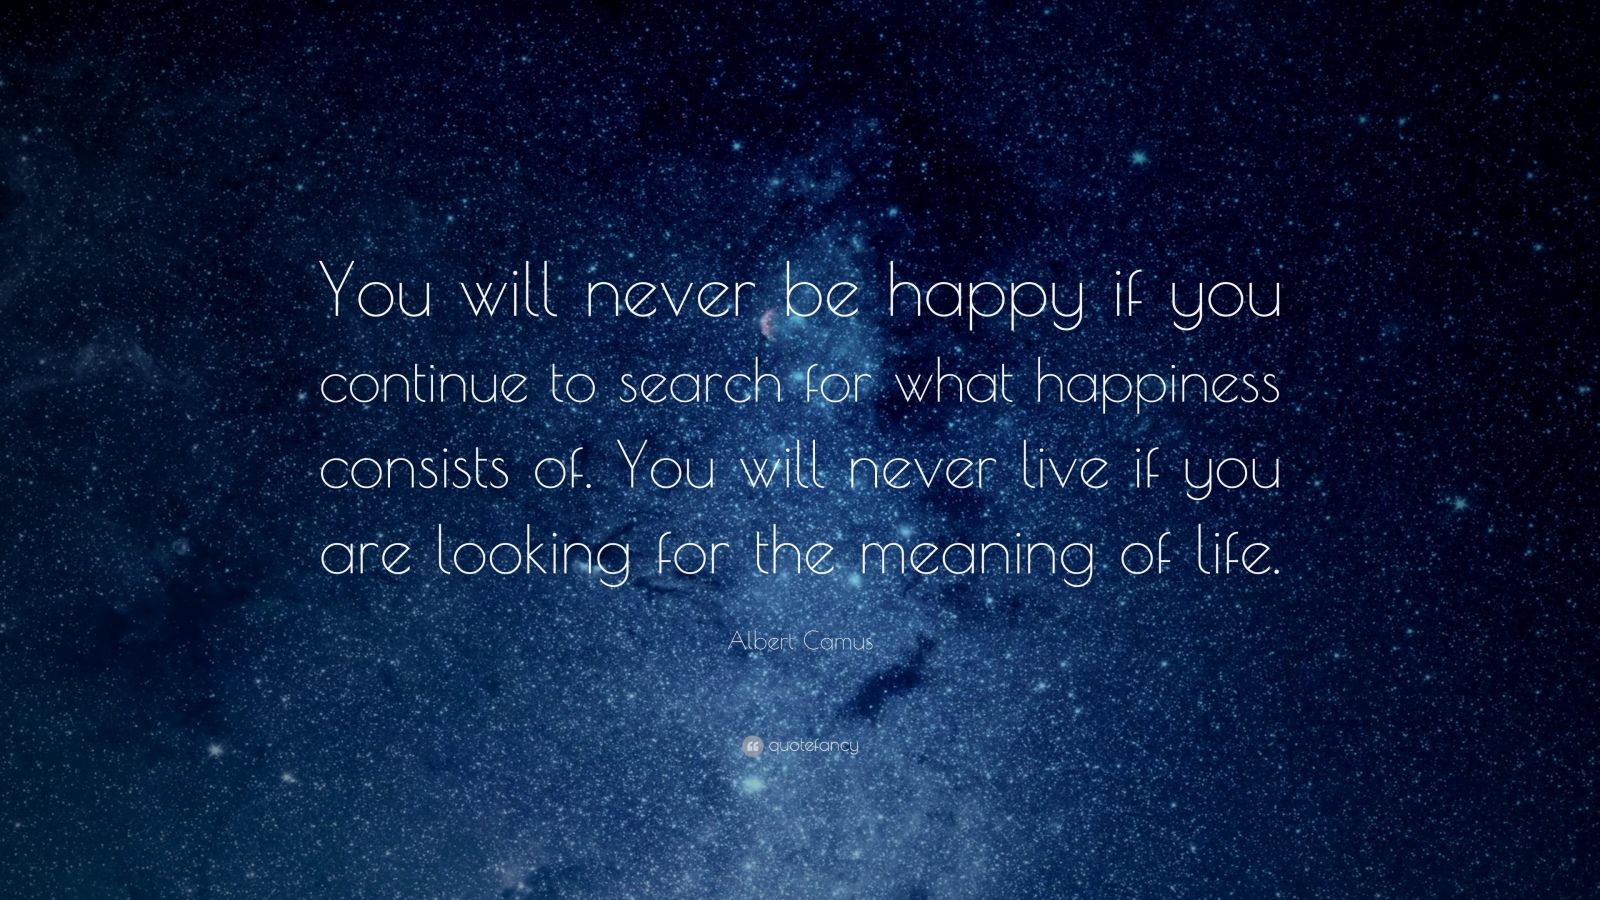 You will never be happy if you
continue to search for what happiness
consists of. You will never live if you
are looking for the meaning of life.
Albert Camus
quotefancy